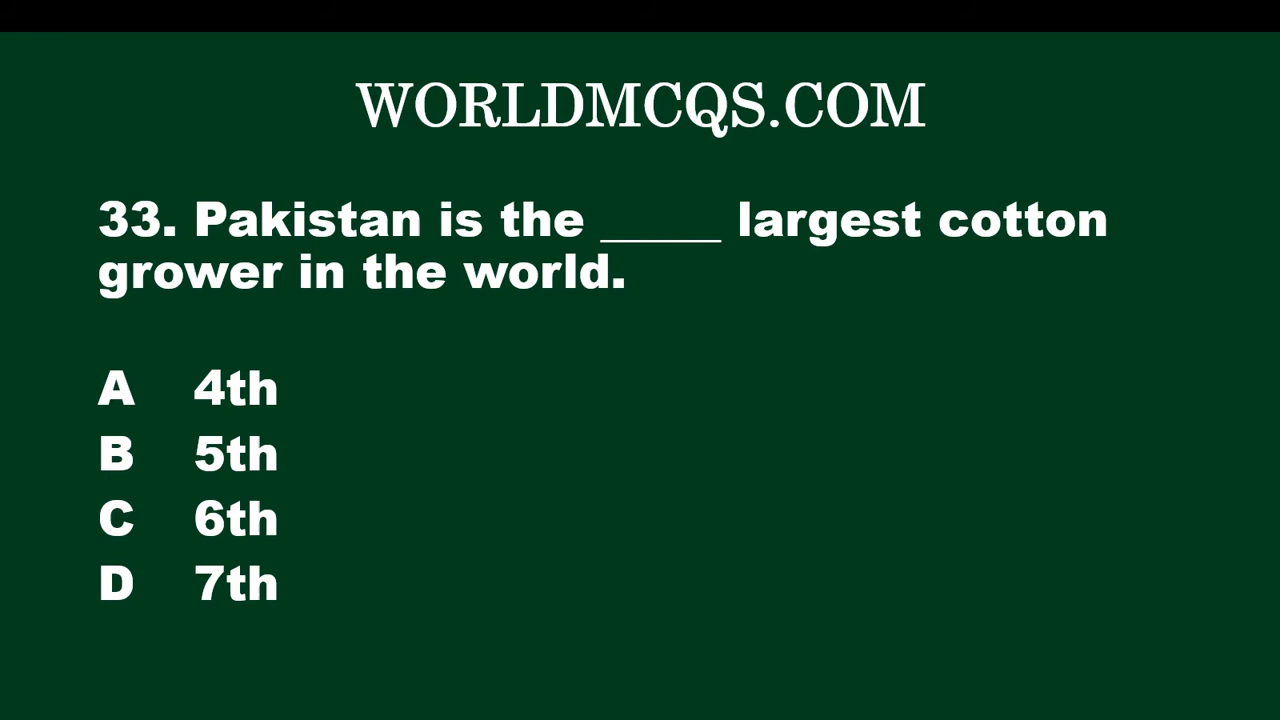 WORLDMCQS.COM
33. Pakistan is the _____ largest cotton
grower in the world.
A 4th
B 5th
C 6th
D 7th